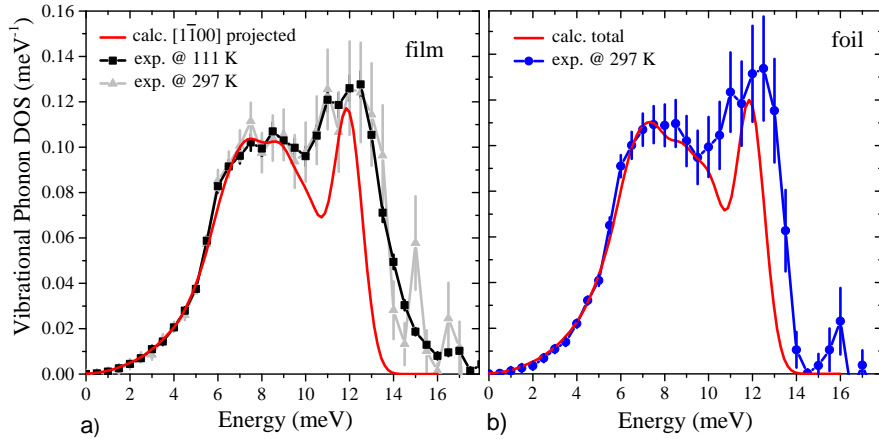 Vibrational Phonon DOS (meV⁻¹)
0.16
0.14
0.12
0.10
0.08
0.06
0.04
0.02
0.00
calc. [11̅00] projected
exp. @ 111 K
exp. @ 297 K
film
0 2 4 6 8 10 12 14 16
Energy (meV)
a)
calc. total
exp. @ 297 K
foil
0 2 4 6 8 10 12 14 16
Energy (meV)
b)